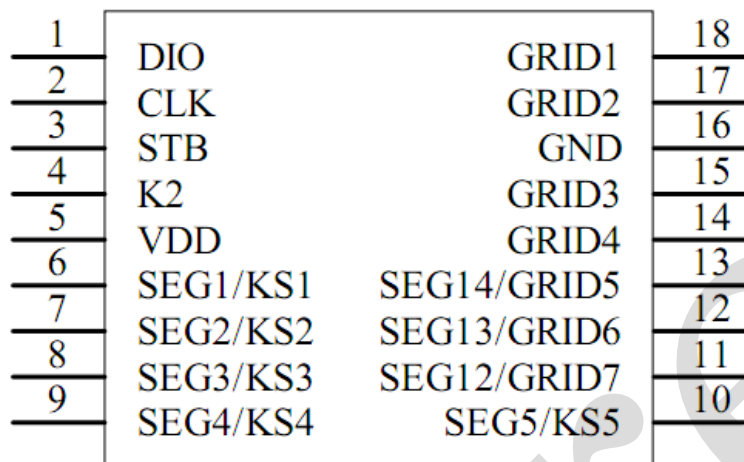 1 DIO GRID1 18
2 CLK GRID2 17
3 STB GND 16
4 K2 GRID3 15
5 VDD GRID4 14
6 SEG1/KS1 SEG14/GRID5 13
7 SEG2/KS2 SEG13/GRID6 12
8 SEG3/KS3 SEG12/GRID7 11
9 SEG4/KS4 SEG5/KS5 10